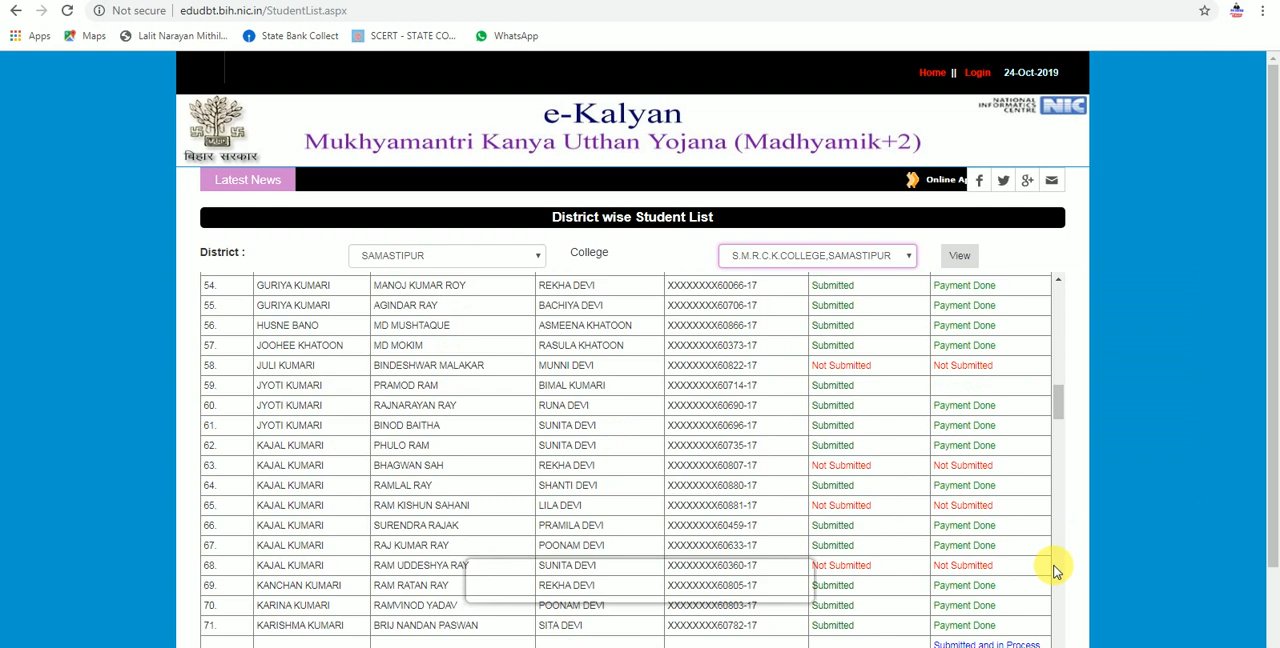 Not secure | edudbt.bih.nic.in/StudentList.aspx
Apps Maps Lalit Narayan Mithil... State Bank Collect SCERT - STATE CO... WhatsApp
Home || Login 24-Oct-2019
बिहार सरकार
e-Kalyan
Mukhyamantri Kanya Utthan Yojana (Madhyamik+2)
NATIONAL INFORMATICS CENTRE NIC
Latest News
Online Ap
District wise Student List
District : SAMASTIPUR College S.M.R.C.K.COLLEGE,SAMASTIPUR View
54. GURIYA KUMARI MANOJ KUMAR ROY REKHA DEVI XXXXXXXX60066-17 Submitted Payment Done
55. GURIYA KUMARI AGINDAR RAY BACHIYA DEVI XXXXXXXX60706-17 Submitted Payment Done
56. HUSNE BANO MD MUSHTAQUE ASMEENA KHATOON XXXXXXXX60866-17 Submitted Payment Done
57. JOOHEE KHATOON MD MOKIM RASULA KHATOON XXXXXXXX60373-17 Submitted Payment Done
58. JULI KUMARI BINDESHWAR MALAKAR MUNNI DEVI XXXXXXXX60822-17 Not Submitted Not Submitted
59. JYOTI KUMARI PRAMOD RAM BIMAL KUMARI XXXXXXXX60714-17 Submitted
60. JYOTI KUMARI RAJNARAYAN RAY RUNA DEVI XXXXXXXX60690-17 Submitted Payment Done
61. JYOTI KUMARI BINOD BAITHA SUNITA DEVI XXXXXXXX60696-17 Submitted Payment Done
62. KAJAL KUMARI PHULO RAM SUNITA DEVI XXXXXXXX60735-17 Submitted Payment Done
63. KAJAL KUMARI BHAGWAN SAH REKHA DEVI XXXXXXXX60807-17 Not Submitted Not Submitted
64. KAJAL KUMARI RAMLAL RAY SHANTI DEVI XXXXXXXX60880-17 Submitted Payment Done
65. KAJAL KUMARI RAM KISHUN SAHANI LILA DEVI XXXXXXXX60881-17 Not Submitted Not Submitted
66. KAJAL KUMARI SURENDRA RAJAK PRAMILA DEVI XXXXXXXX60459-17 Submitted Payment Done
67. KAJAL KUMARI RAJ KUMAR RAY POONAM DEVI XXXXXXXX60633-17 Submitted Payment Done
68. KAJAL KUMARI RAM UDDESHYA RAY SUNITA DEVI XXXXXXXX60360-17 Not Submitted Not Submitted
69. KANCHAN KUMARI RAM RATAN RAY REKHA DEVI XXXXXXXX60805-17 Submitted Payment Done
70. KARINA KUMARI RAMVINOD YADAV POONAM DEVI XXXXXXXX60803-17 Submitted Payment Done
71. KARISHMA KUMARI BRIJ NANDAN PASWAN SITA DEVI XXXXXXXX60782-17 Submitted Payment Done
Submitted and in Process